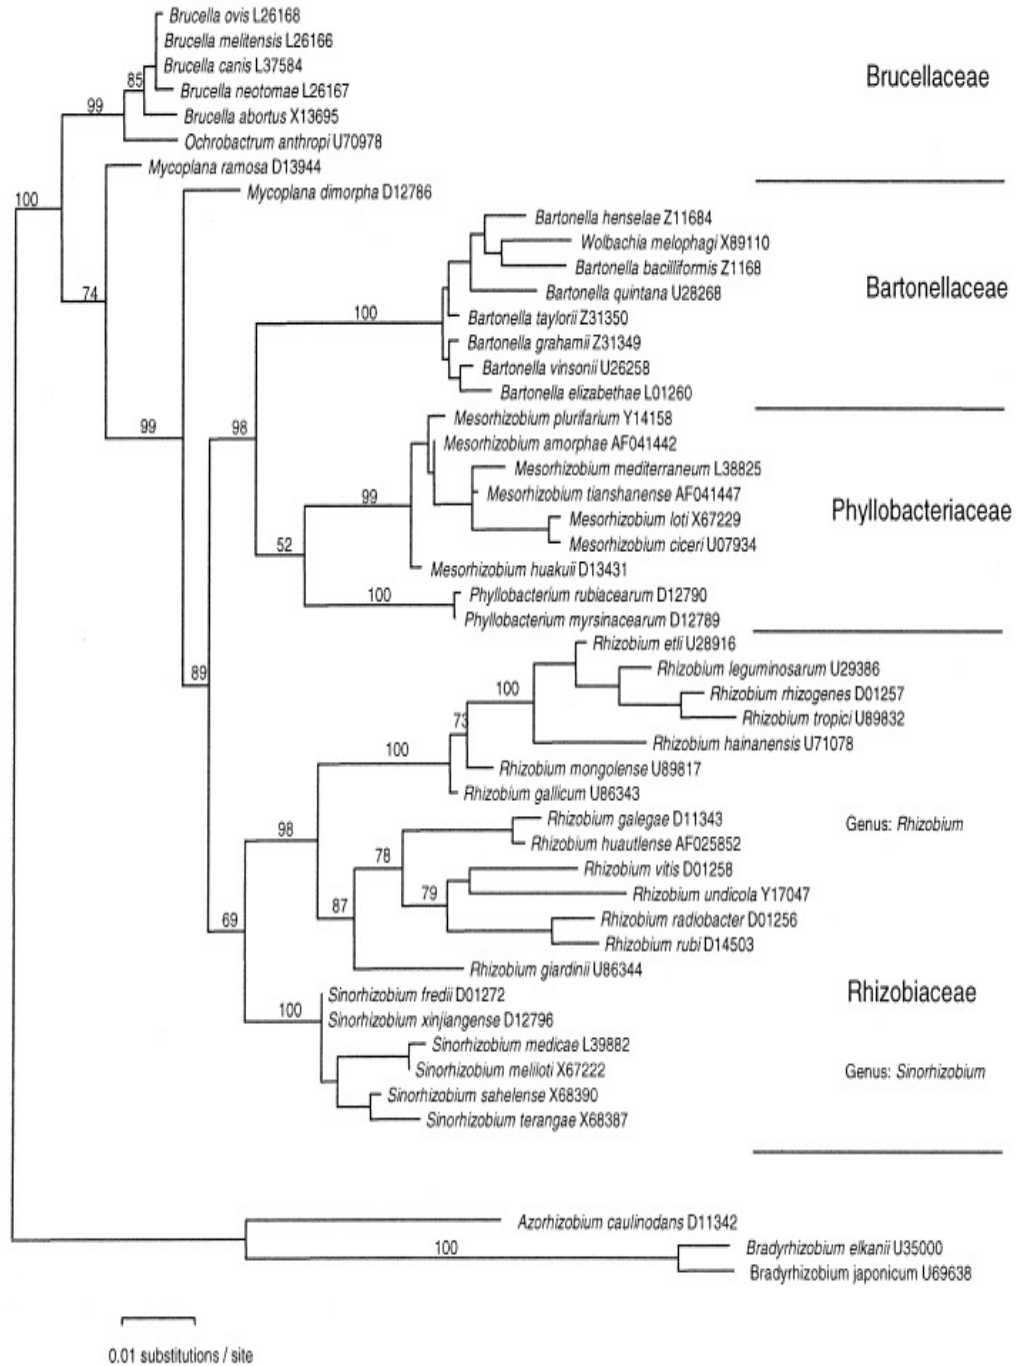 Brucella ovis L26168
Brucella melitensis L26166
Brucella canis L37584
85
Brucella neotomae L26167
Brucellaceae
99
Brucella abortus X13695
Ochrobactrum anthropi U70978
Mycoplana ramosa D13944
100
Mycoplana dimorpha D12786
Bartonella henselae Z11684
Wolbachia melophagi X89110
Bartonella bacilliformis Z1168
Bartonellaceae
74
Bartonella quintana U28268
100
Bartonella taylorii Z31350
Bartonella grahamii Z31349
Bartonella vinsonii U26258
Bartonella elizabethae L01260
99
98
Mesorhizobium plurifarium Y14158
Mesorhizobium amorphae AF041442
Mesorhizobium mediterraneum L38825
99
Mesorhizobium tianshanense AF041447
Phyllobacteriaceae
Mesorhizobium loti X67229
52
Mesorhizobium ciceri U07934
Mesorhizobium huakuii D13431
100
Phyllobacterium rubiacearum D12790
Phyllobacterium myrsinacearum D12789
Rhizobium etli U28916
89
Rhizobium leguminosarum U29386
100
Rhizobium rhizogenes D01257
73
Rhizobium tropici U89832
100
Rhizobium hainanensis U71078
Rhizobium mongolense U89817
Rhizobium gallicum U86343
98
Rhizobium galegae D11343
Genus: Rhizobium
Rhizobium huautlense AF025852
78
Rhizobium vitis D01258
79
Rhizobium undicola Y17047
69
87
Rhizobium radiobacter D01256
Rhizobium rubi D14503
Rhizobium giardinii U86344
Sinorhizobium fredii D01272
Rhizobiaceae
100
Sinorhizobium xinjiangense D12796
Sinorhizobium medicae L39882
Sinorhizobium meliloti X67222
Genus: Sinorhizobium
Sinorhizobium sahelense X68390
Sinorhizobium terangae X68387
Azorhizobium caulinodans D11342
100
Bradyrhizobium elkanii U35000
Bradyrhizobium japonicum U69638
0.01 substitutions / site